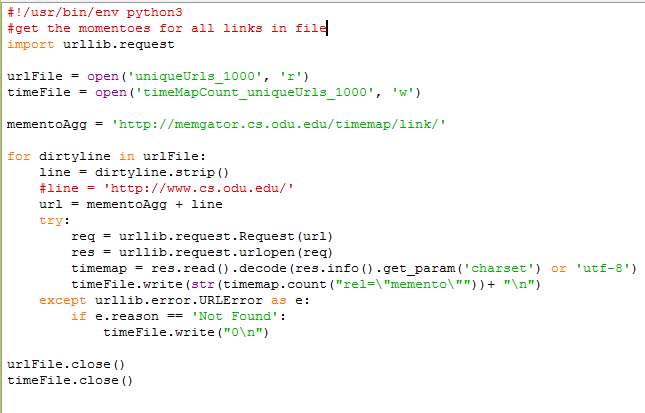 #!/usr/bin/env python3
#get the momentoes for all links in file
import urllib.request

urlFile = open('uniqueUrls_1000', 'r')
timeFile = open('timeMapCount_uniqueUrls_1000', 'w')

mementoAgg = 'http://memgator.cs.odu.edu/timemap/link/'

for dirtyline in urlFile:
    line = dirtyline.strip()
    #line = 'http://www.cs.odu.edu/'
    url = mementoAgg + line
    try:
        req = urllib.request.Request(url)
        res = urllib.request.urlopen(req)
        timemap = res.read().decode(res.info().get_param('charset') or 'utf-8')
        timeFile.write(str(timemap.count("rel=\"memento\""))+ "\n")
    except urllib.error.URLError as e:
        if e.reason == 'Not Found':
            timeFile.write("0\n")

urlFile.close()
timeFile.close()